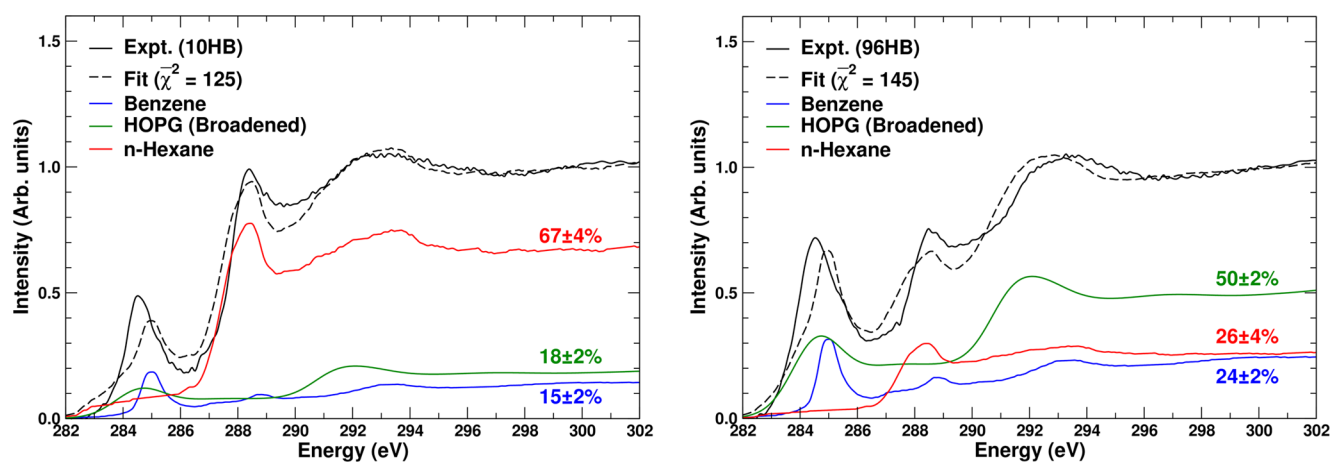 1.5
1.0
0.5
0.0
Intensity (Arb. units)
Expt. (10HB)
Fit (χ̅² = 125)
Benzene
HOPG (Broadened)
n-Hexane
67±4%
18±2%
15±2%
282 284 286 288 290 292 294 296 298 300 302
Energy (eV)
1.5
1.0
0.5
0.0
Intensity (Arb. units)
Expt. (96HB)
Fit (χ̅² = 145)
Benzene
HOPG (Broadened)
n-Hexane
50±2%
26±4%
24±2%
282 284 286 288 290 292 294 296 298 300 302
Energy (eV)